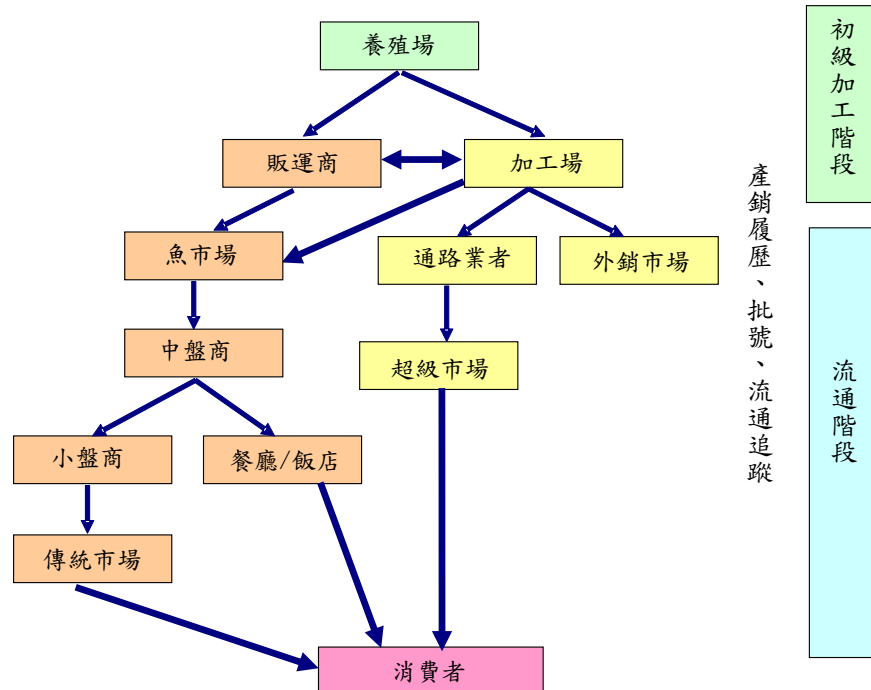 養殖場
販運商
加工場
魚市場
通路業者
外銷市場
中盤商
超級市場
小盤商
餐廳/飯店
傳統市場
消費者
產銷履歷、批號、流通追蹤
初級加工階段
流通階段